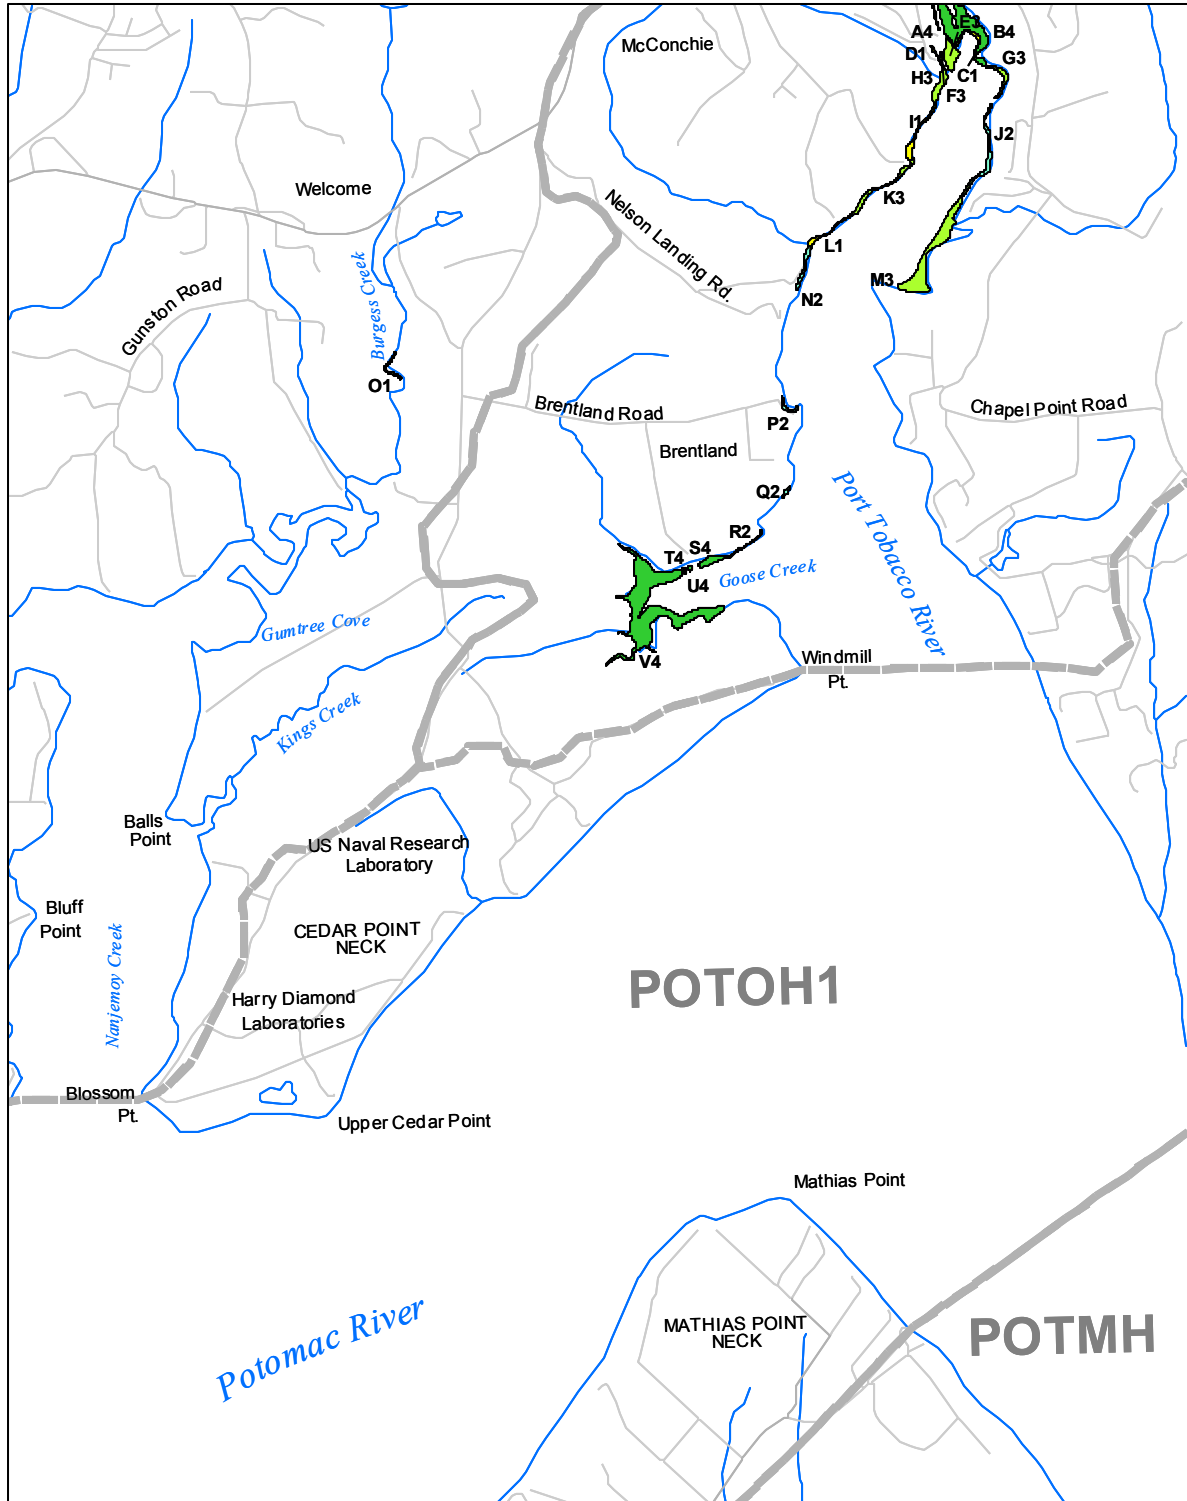 A4
E3
B4
McConchie
D1
G3
H3
C1
F3
I1
J2
Welcome
K3
Nelson Landing Rd.
L1
Burgess Creek
M3
N2
Gunston Road
O1
Brentland Road
Chapel Point Road
P2
Brentland
Port Tobacco River
Q2
R2
S4
T4
U4
Goose Creek
Gumtree Cove
V4
Windmill
Pt.
Kings Creek
Balls
Point
US Naval Research
Laboratory
Bluff
Point
CEDAR POINT
NECK
Nanjemoy Creek
POTOH1
Harry Diamond
Laboratories
Blossom
Pt.
Upper Cedar Point
Mathias Point
Potomac River
MATHIAS POINT
NECK
POTMH